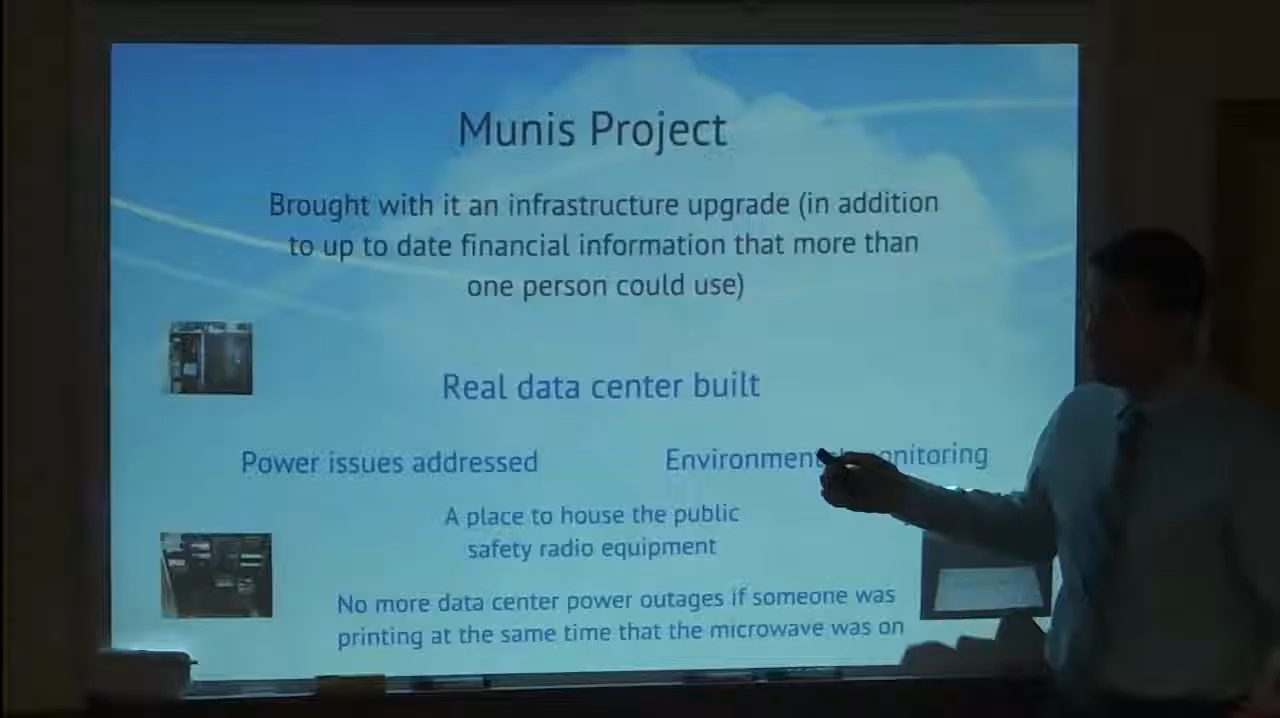 Munis Project
Brought with it an infrastructure upgrade (in addition
to up to date financial information that more than
one person could use)
Real data center built
Power issues addressed
Environmental monitoring
A place to house the public
safety radio equipment
No more data center power outages if someone was
printing at the same time that the microwave was on